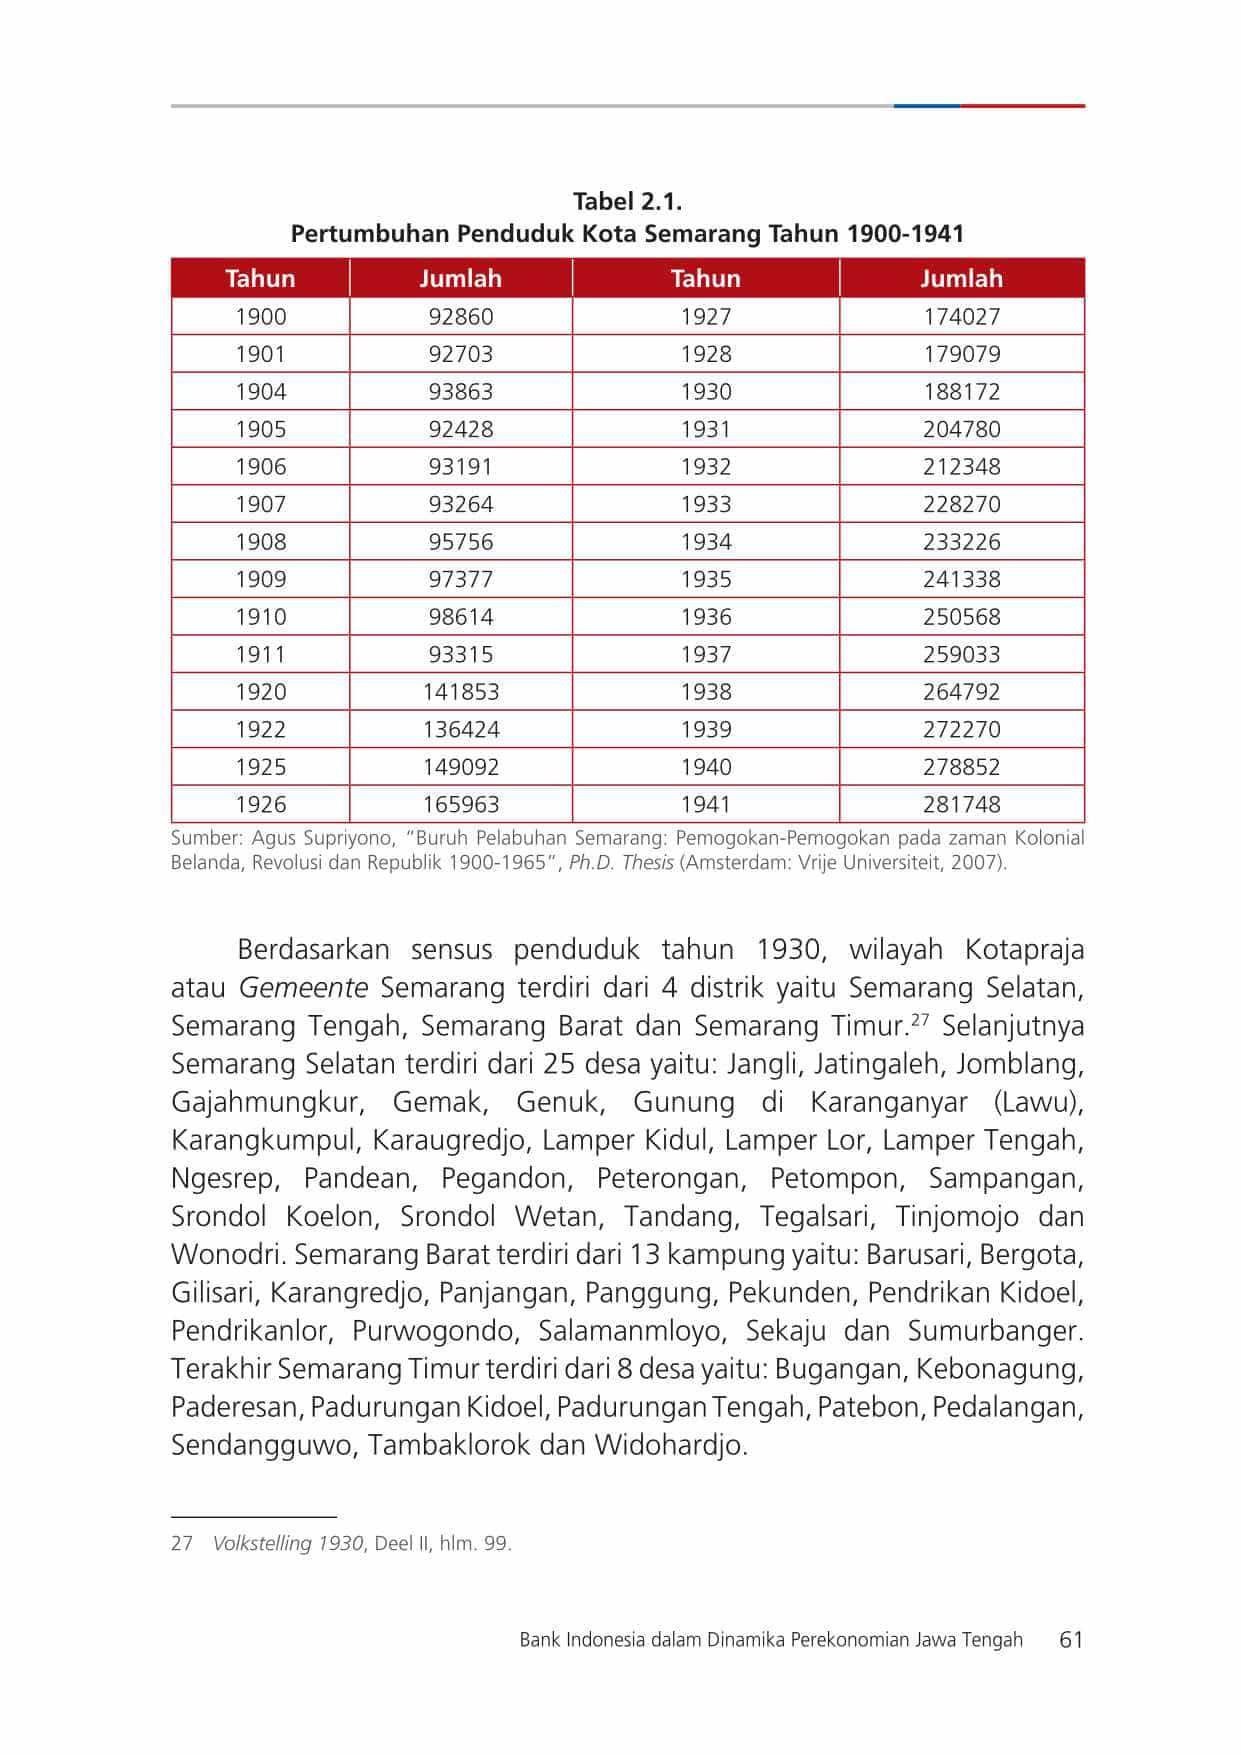 Tabel 2.1.
Pertumbuhan Penduduk Kota Semarang Tahun 1900-1941
Tahun Jumlah Tahun Jumlah
1900 92860 1927 174027
1901 92703 1928 179079
1904 93863 1930 188172
1905 92428 1931 204780
1906 93191 1932 212348
1907 93264 1933 228270
1908 95756 1934 233226
1909 97377 1935 241338
1910 98614 1936 250568
1911 93315 1937 259033
1920 141853 1938 264792
1922 136424 1939 272270
1925 149092 1940 278852
1926 165963 1941 281748
Sumber: Agus Supriyono, “Buruh Pelabuhan Semarang: Pemogokan-Pemogokan pada zaman Kolonial
Belanda, Revolusi dan Republik 1900-1965”, Ph.D. Thesis (Amsterdam: Vrije Universiteit, 2007).
Berdasarkan sensus penduduk tahun 1930, wilayah Kotapraja
atau Gemeente Semarang terdiri dari 4 distrik yaitu Semarang Selatan,
Semarang Tengah, Semarang Barat dan Semarang Timur.27 Selanjutnya
Semarang Selatan terdiri dari 25 desa yaitu: Jangli, Jatingaleh, Jomblang,
Gajahmungkur, Gemak, Genuk, Gunung di Karanganyar (Lawu),
Karangkumpul, Karaugredjo, Lamper Kidul, Lamper Lor, Lamper Tengah,
Ngesrep, Pandean, Pegandon, Peterongan, Petompon, Sampangan,
Srondol Koelon, Srondol Wetan, Tandang, Tegalsari, Tinjomojo dan
Wonodri. Semarang Barat terdiri dari 13 kampung yaitu: Barusari, Bergota,
Gilisari, Karangredjo, Panjangan, Panggung, Pekunden, Pendrikan Kidoel,
Pendrikanlor, Purwogondo, Salamanmloyo, Sekaju dan Sumurbanger.
Terakhir Semarang Timur terdiri dari 8 desa yaitu: Bugangan, Kebonagung,
Paderesan, Padurungan Kidoel, Padurungan Tengah, Patebon, Pedalangan,
Sendangguwo, Tambaklorok dan Widohardjo.
27 Volkstelling 1930, Deel II, hlm. 99.
Bank Indonesia dalam Dinamika Perekonomian Jawa Tengah 61